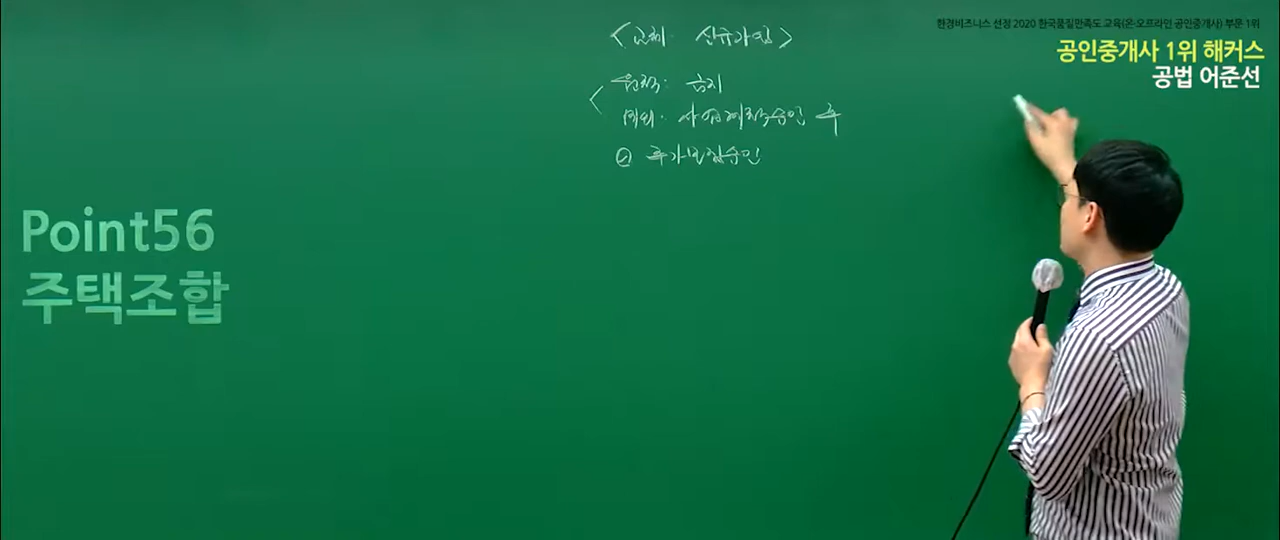 한경비즈니스 선정 2020 한국품질만족도 교육(온·오프라인 공인중개사) 부문 1위
공인중개사 1위 해커스
공법 어준선
<교체· 신규가입>
원칙: 금지
예외: 사업계획승인 후
② 추가모집승인
Point56
주택조합